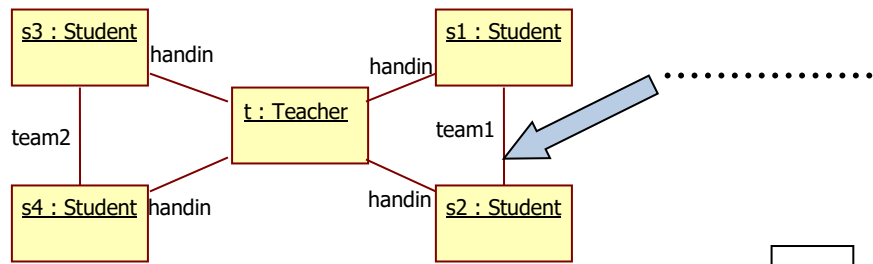 s3 : Student
s1 : Student
handin
handin
t : Teacher
team2
team1
s4 : Student
handin
handin
s2 : Student
………………